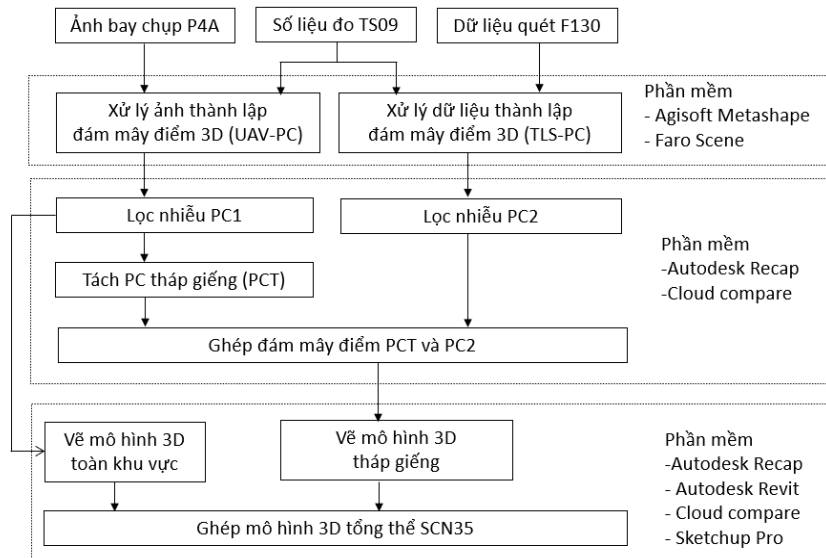 Ảnh bay chụp P4A
Số liệu đo TS09
Dữ liệu quét F130
Xử lý ảnh thành lập
đám mây điểm 3D (UAV-PC)
Xử lý dữ liệu thành lập
đám mây điểm 3D (TLS-PC)
Phần mềm
- Agisoft Metashape
- Faro Scene
Lọc nhiễu PC1
Lọc nhiễu PC2
Tách PC tháp giếng (PCT)
Ghép đám mây điểm PCT và PC2
Phần mềm
-Autodesk Recap
-Cloud compare
Vẽ mô hình 3D
toàn khu vực
Vẽ mô hình 3D
tháp giếng
Ghép mô hình 3D tổng thể SCN35
Phần mềm
-Autodesk Recap
- Autodesk Revit
- Cloud compare
- Sketchup Pro